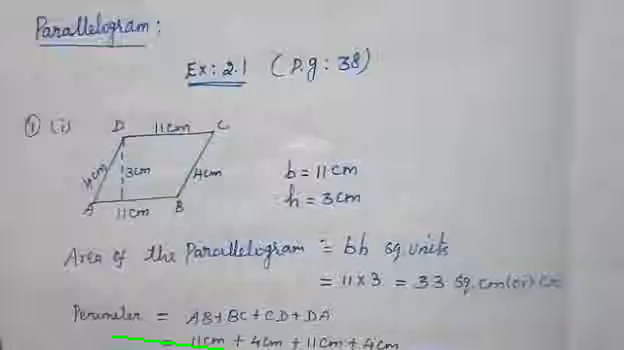 Parallelogram:
Ex: 2.1 (P.g: 38)
① (i)
D 11cm C
4cm 3cm 4cm
A 11cm B
b = 11cm
h = 3cm
Area of the Parallelogram = bh sq units
= 11 x 3 = 33 sq.cm (or)
Perimeter = AB + BC + CD + DA
= 11cm + 4cm + 11cm + 4cm